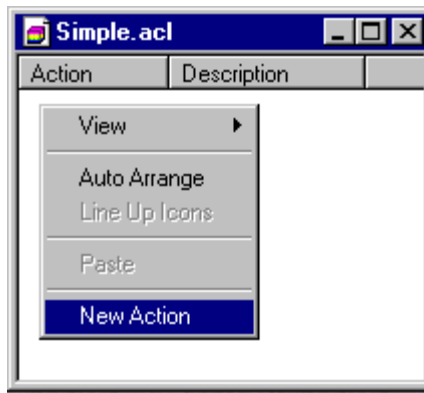 Simple.acl
Action Description
View
Auto Arrange
Line Up Icons
Paste
New Action